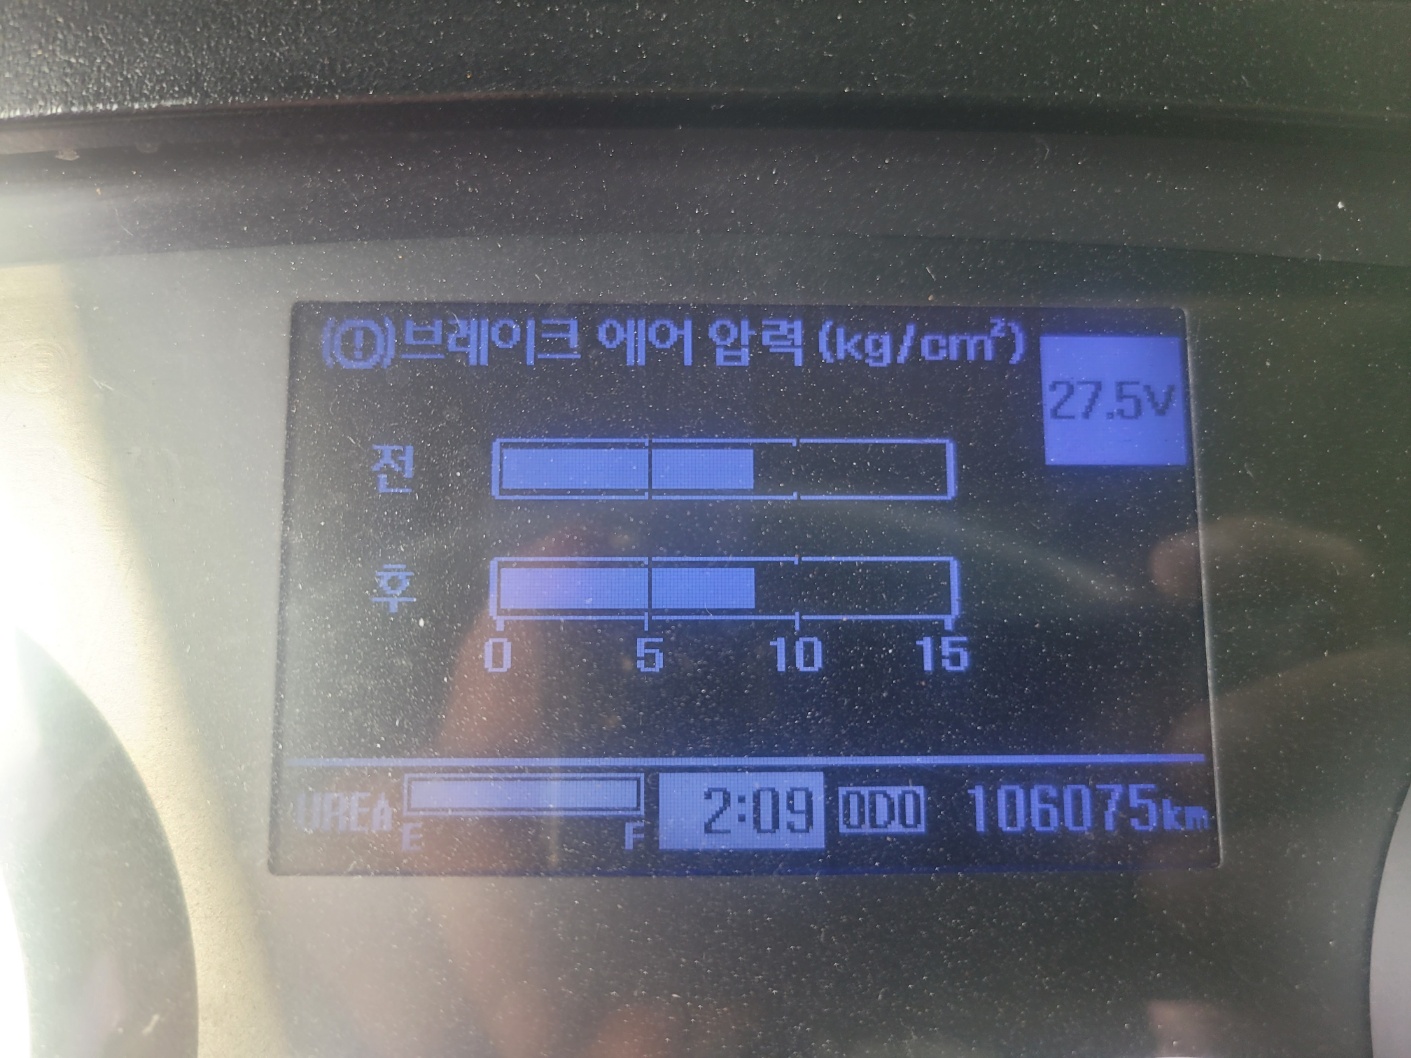 (!)브레이크 에어 압력 (kg/cm²)
27.5V
전
후
0 5 10 15
UREA E F 2:09 ODO 106075km